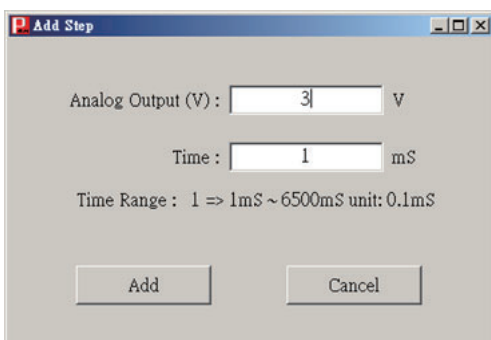 Add Step
Analog Output (V) : 3 V
Time : 1 mS
Time Range : 1 => 1mS ~ 6500mS unit: 0.1mS
Add Cancel